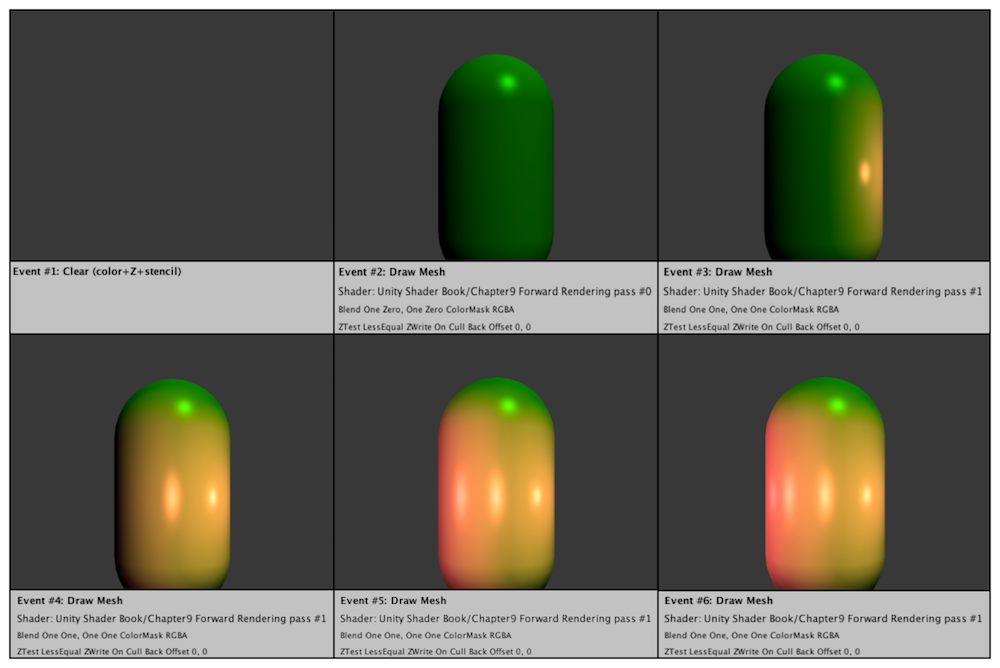 Event #1: Clear (color+Z+stencil)
Event #2: Draw Mesh
Shader: Unity Shader Book/Chapter9 Forward Rendering pass #0
Blend One Zero, One Zero ColorMask RGBA
ZTest LessEqual ZWrite On Cull Back Offset 0, 0
Event #3: Draw Mesh
Shader: Unity Shader Book/Chapter9 Forward Rendering pass #1
Blend One One, One One ColorMask RGBA
ZTest LessEqual ZWrite On Cull Back Offset 0, 0
Event #4: Draw Mesh
Shader: Unity Shader Book/Chapter9 Forward Rendering pass #1
Blend One One, One One ColorMask RGBA
ZTest LessEqual ZWrite On Cull Back Offset 0, 0
Event #5: Draw Mesh
Shader: Unity Shader Book/Chapter9 Forward Rendering pass #1
Blend One One, One One ColorMask RGBA
ZTest LessEqual ZWrite On Cull Back Offset 0, 0
Event #6: Draw Mesh
Shader: Unity Shader Book/Chapter9 Forward Rendering pass #1
Blend One One, One One ColorMask RGBA
ZTest LessEqual ZWrite On Cull Back Offset 0, 0